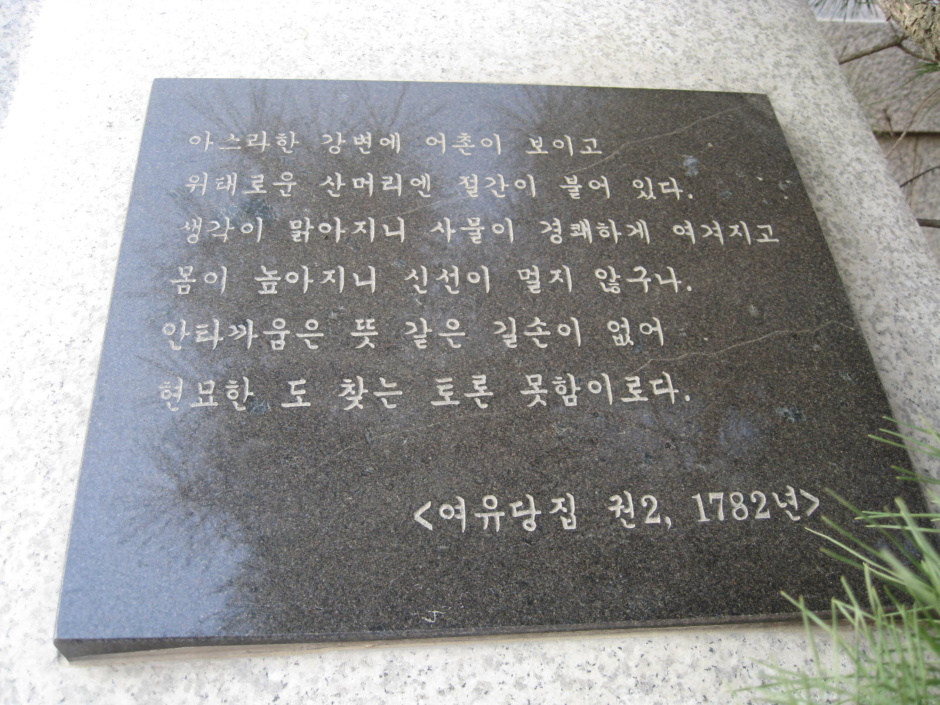 아스라한 강변에 어촌이 보이고
위태로운 산머리엔 절간이 붙어 있다.
생각이 맑아지니 사물이 경쾌하게 여겨지고
몸이 높아지니 신선이 멀지 않구나.
안타까움은 뜻 같은 길손이 없어
현묘한 도 찾는 토론 못함이로다.
<여유당집 권2, 1782년>